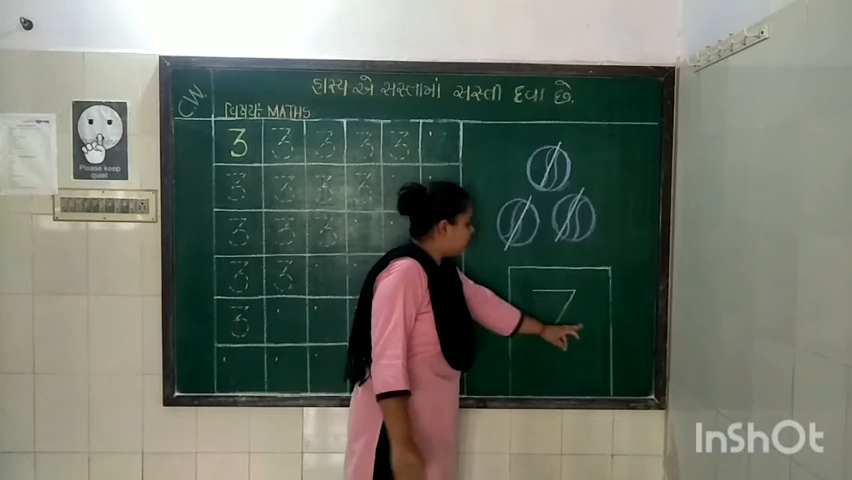 હાસ્ય એ સસ્તામાં સસ્તી દવા છે.
C.W.
વિષય: MATHS
3 3 3 3 3
3 3 3 3
3 3 3
3 3
3
7
Please keep
quiet
InShOt